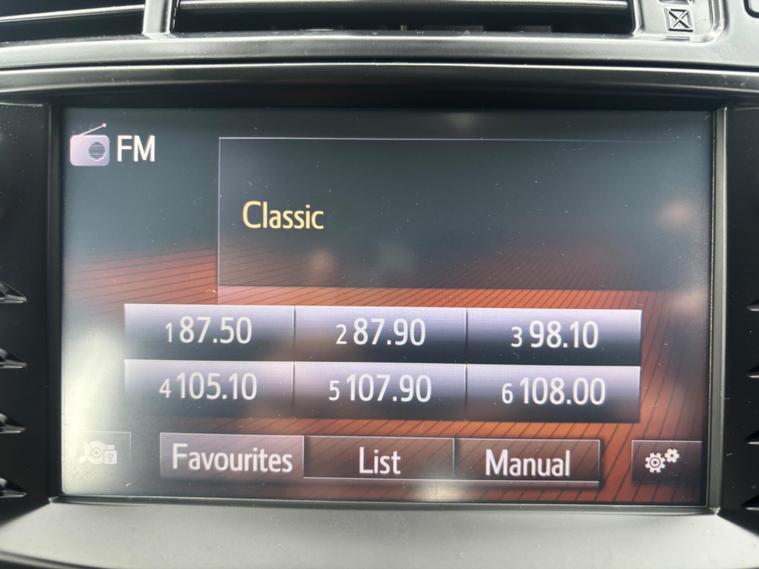 FM
Classic
1 87.50 2 87.90 3 98.10
4 105.10 5 107.90 6 108.00
Favourites List Manual